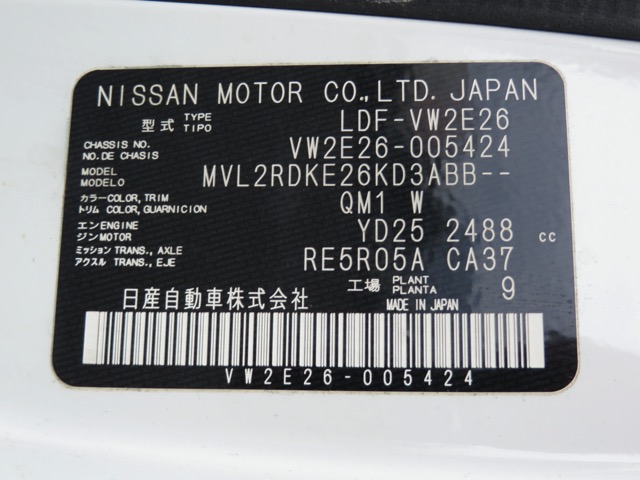 NISSAN MOTOR CO.,LTD. JAPAN
型式 TYPE TIPO LDF-VW2E26
CHASSIS NO. NO. DE CHASIS VW2E26-005424
MODEL MODELO MVL2RDKE26KD3ABB--
カラー COLOR, TRIM トリム COLOR, GUARNICION QM1 W
エンジン ENGINE MOTOR YD25 2488 cc
ミッション アクスル TRANS., AXLE TRANS., EJE RE5R05A CA37
工場 PLANT PLANTA 9
日産自動車株式会社 MADE IN JAPAN
VW2E26-005424